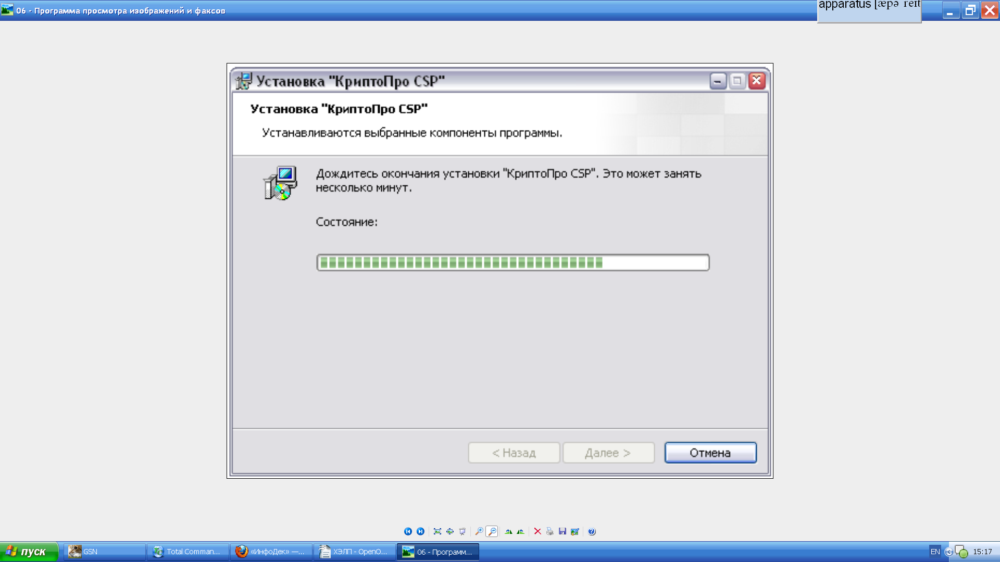 06 - Программа просмотра изображений и факсов
apparatus
Установка "КриптоПро CSP"
Установка "КриптоПро CSP"
Устанавливаются выбранные компоненты программы.
Дождитесь окончания установки "КриптоПро CSP". Это может занять
несколько минут.
Состояние:
< Назад
Далее >
Отмена
пуск
GSN
Total Comman...
«ИнфоДек» —...
ХЭЛП - OpenO...
06 - Программ...
EN
15:17